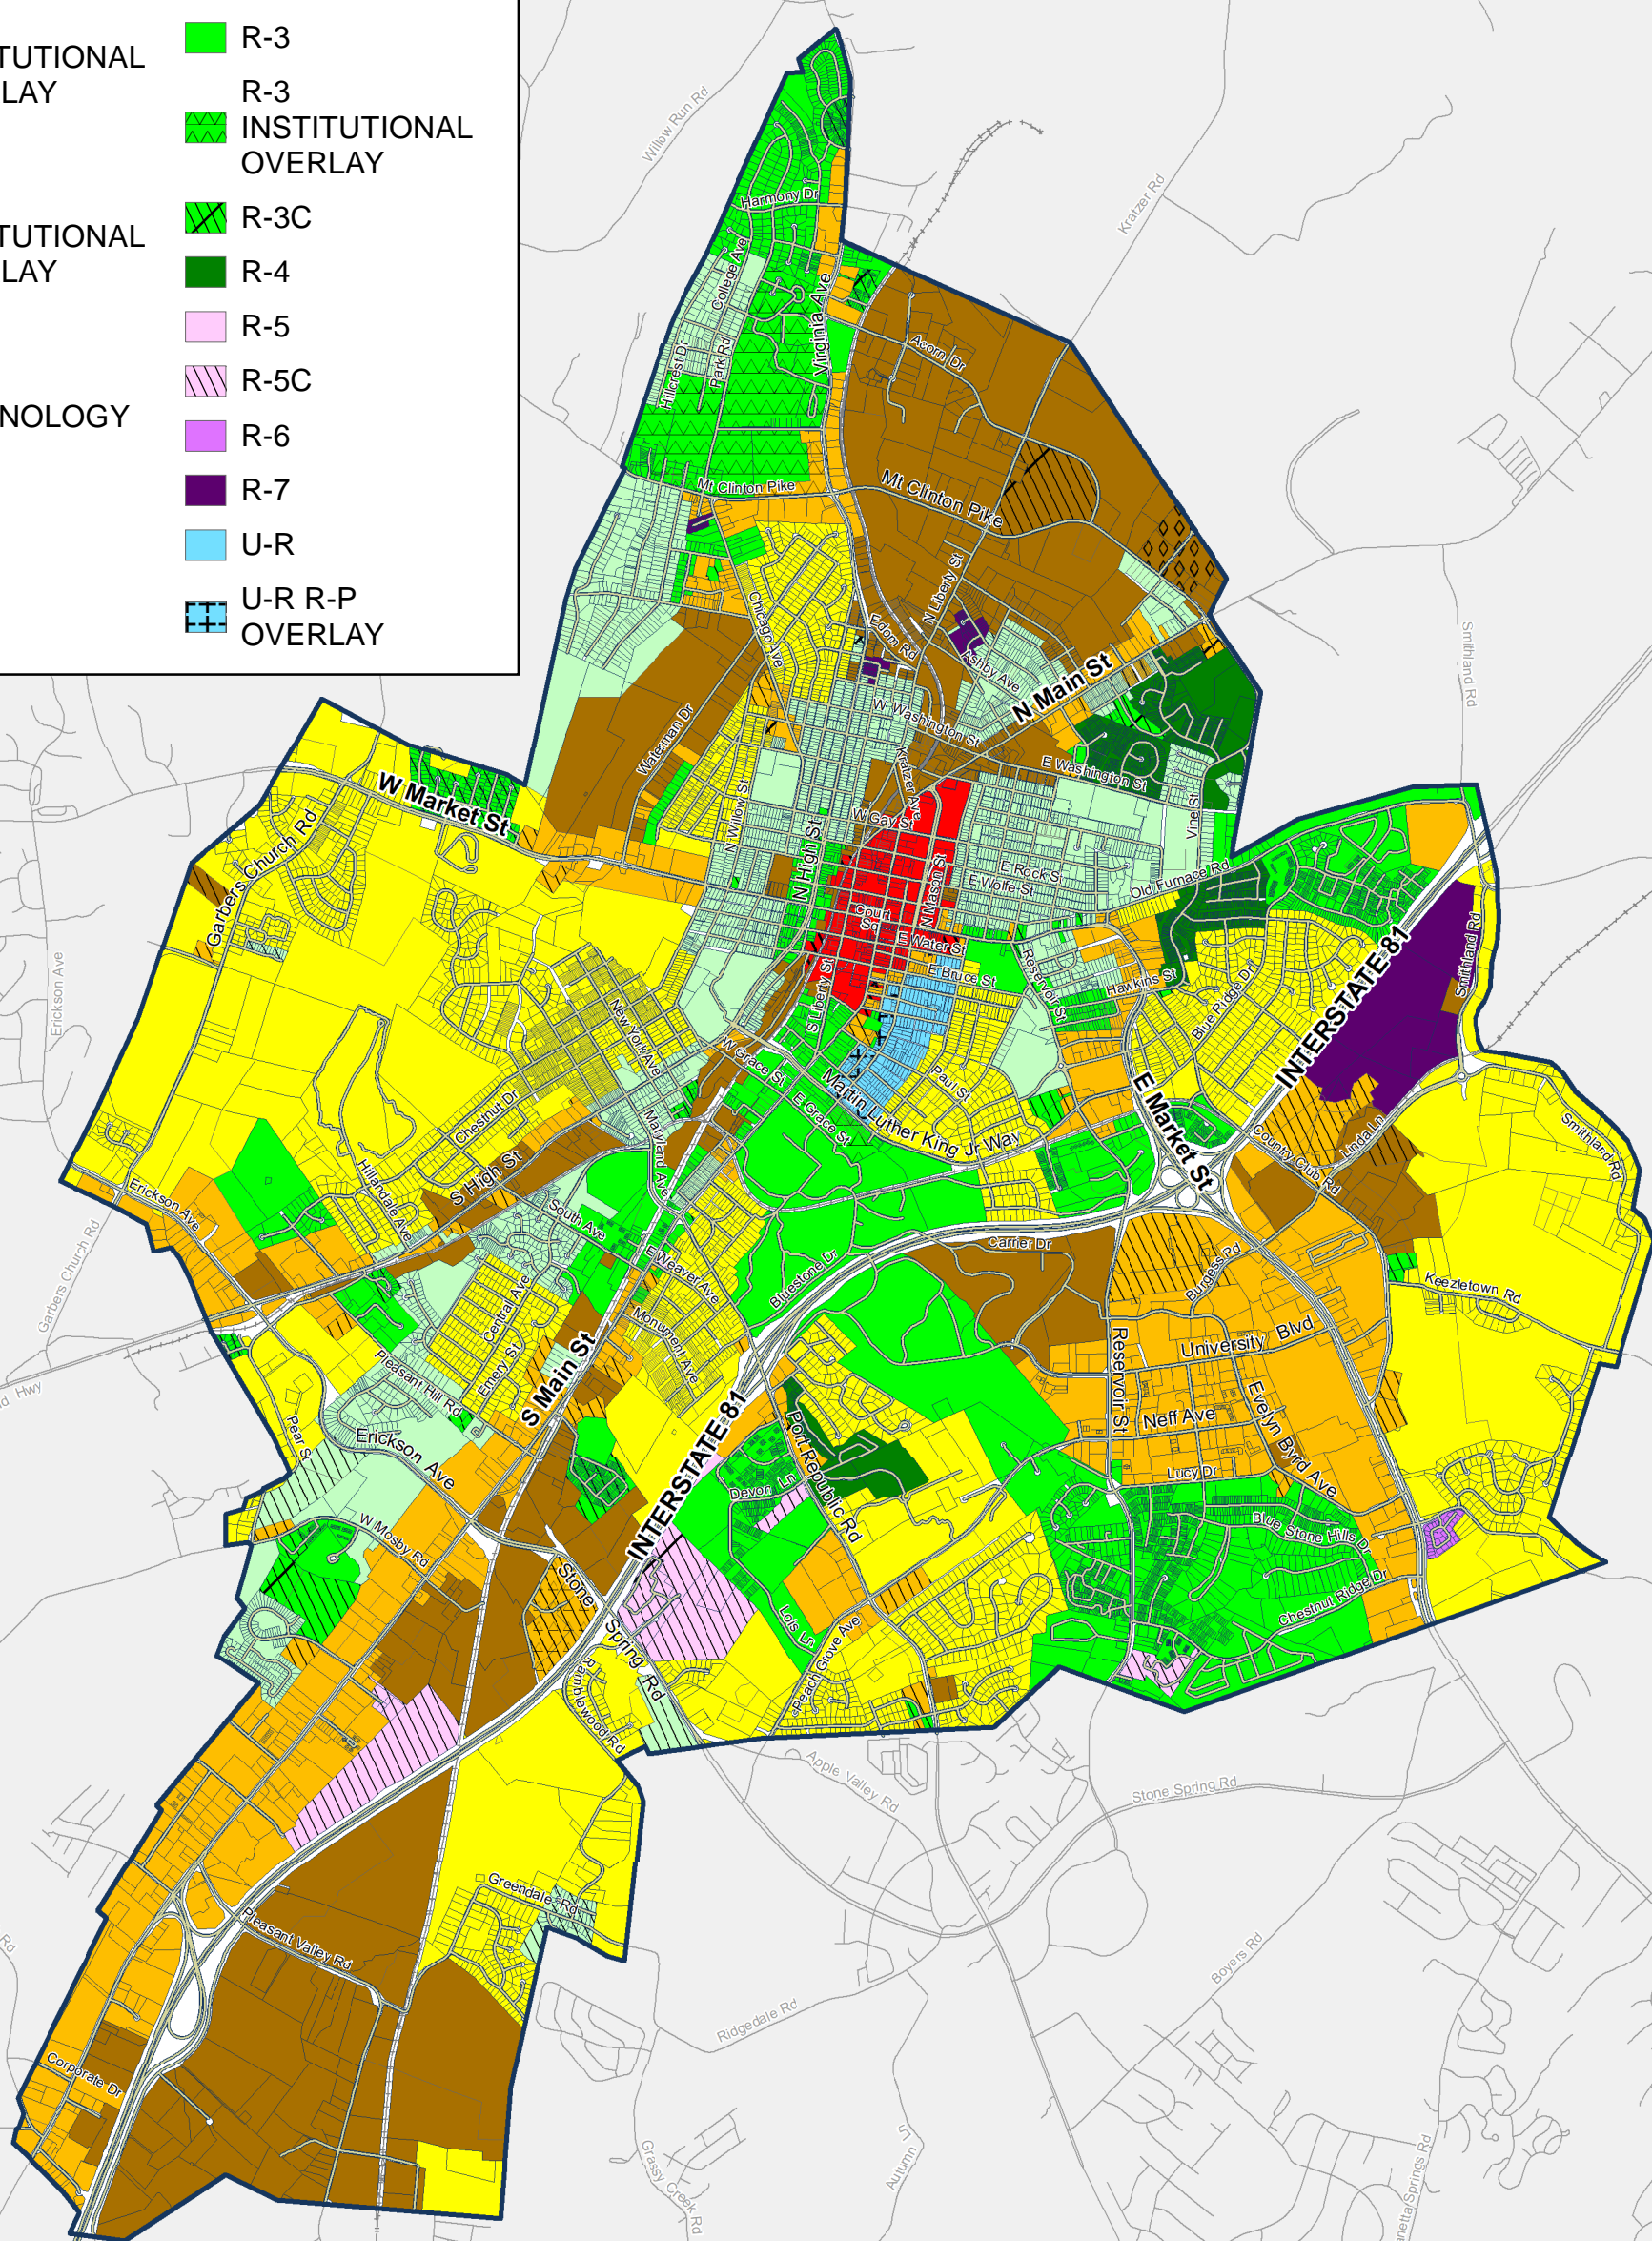 TUTIONAL
LAY
TUTIONAL
LAY
NOLOGY
R-3
R-3
INSTITUTIONAL
OVERLAY
R-3C
R-4
R-5
R-5C
R-6
R-7
U-R
U-R R-P
OVERLAY
Willow Run Rd
Kratzer Rd
Harmony Dr
College Ave
Virginia Ave
Hillcrest Dr
Park Rd
Acorn Dr
Mt Clinton Pike
Mt Clinton Pike
N Liberty St
Chicago Ave
Edom Rd
Ashby Ave
N Main St
Smithland Rd
Waterman Dr
W Washington St
Kratzer Ave
E Washington St
W Market St
N Willow St
W Gay St
Vine St
Garbers Church Rd
N High St
N Mason St
E Rock St
E Wolfe St
Old Furnace Rd
Court
Sq
E Water St
E Bruce St
Reservoir St
Hawkins St
Blue Ridge Dr
INTERSTATE 81
Smithland Rd
Erickson Ave
S Liberty St
New York Ave
W Grace St
E Grace St
Paul St
Martin Luther King Jr Way
E Market St
Country Club Rd
Linda Ln
Smithland Rd
Chestnut Dr
Maryland Ave
S High St
Hillandale Ave
South Ave
Erickson Ave
Garbers Church Rd
E Weaver Ave
Bluestone Dr
Carrier Dr
Burgess Rd
Keezletown Rd
Central Ave
Monument Ave
Emery St
Pleasant Hill Rd
S Main St
Reservoir St
University Blvd
Neff Ave
Evelyn Byrd Ave
d Hwy
Pear St
Erickson Ave
INTERSTATE 81
Port Republic Rd
Devon Ln
Lucy Dr
Blue Stone Hills Dr
Chestnut Ridge Dr
W Mosby Rd
Stone Spring Rd
Lois Ln
Peach Grove Ave
Ramblewood Rd
Apple Valley Rd
Stone Spring Rd
Greendale Rd
Pleasant Valley Rd
Rd
Boyers Rd
Ridgedale Rd
Corporate Dr
Grassy Creek Rd
Autumn Ln
anetta Springs Rd